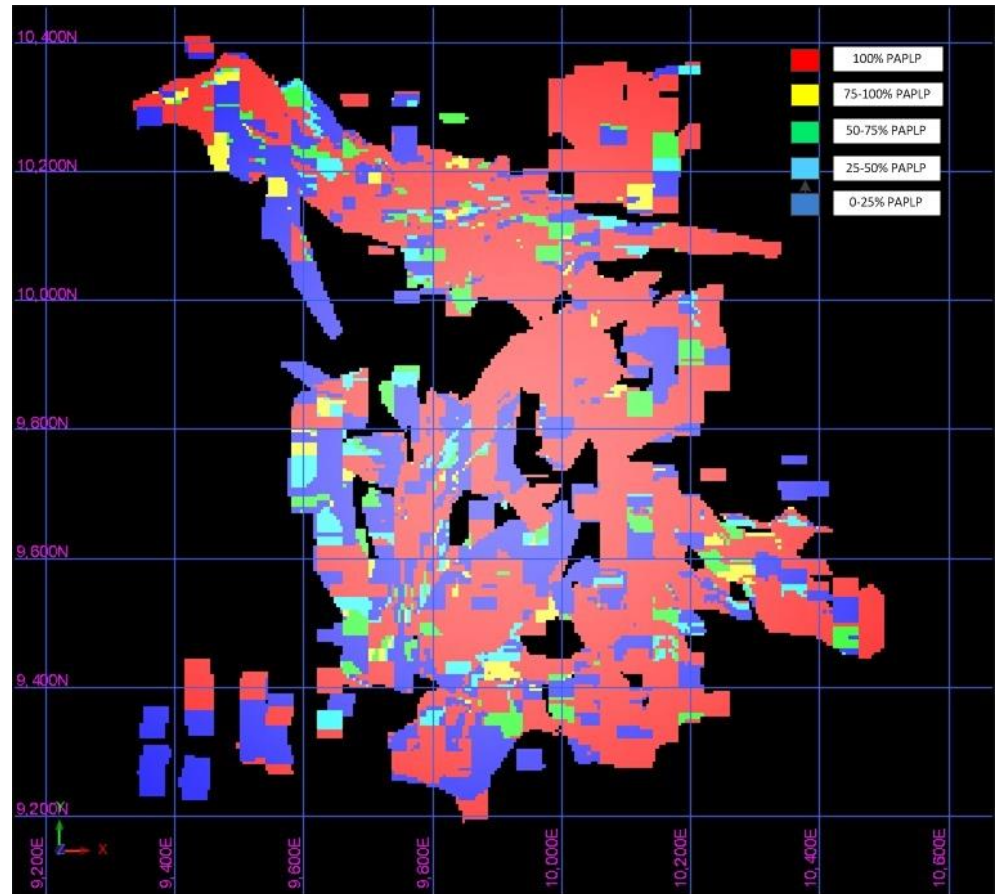 10,400N
100% PAPLP
75-100% PAPLP
50-75% PAPLP
10,200N
25-50% PAPLP
0-25% PAPLP
10,000N
9,800N
9,600N
9,400N
9,200N
Y
Z
X
9,200E
9,400E
9,600E
9,800E
10,000E
10,200E
10,400E
10,600E